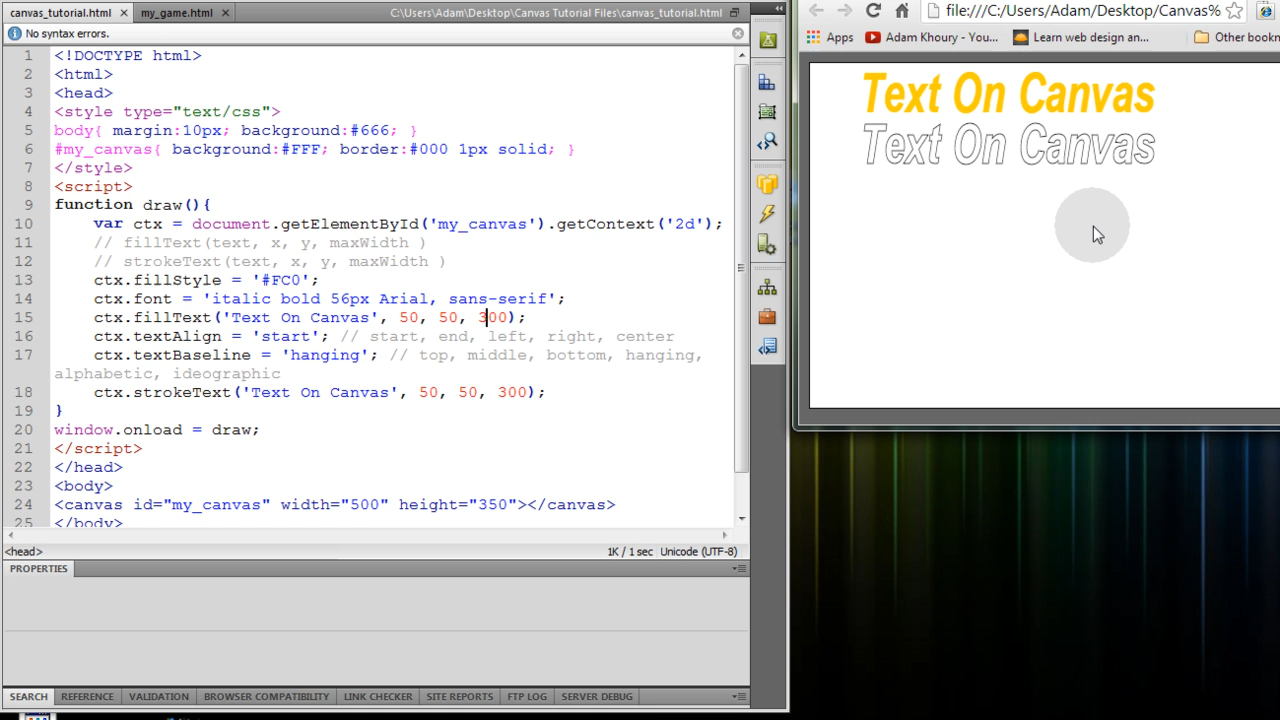 canvas_tutorial.html × my_game.html × C:\Users\Adam\Desktop\Canvas Tutorial Files\canvas_tutorial.html
i No syntax errors.
1 <!DOCTYPE html>
2 <html>
3 <head>
4 <style type="text/css">
5 body{ margin:10px; background:#666; }
6 #my_canvas{ background:#FFF; border:#000 1px solid; }
7 </style>
8 <script>
9 function draw(){
10 var ctx = document.getElementById('my_canvas').getContext('2d');
11 // fillText(text, x, y, maxWidth )
12 // strokeText(text, x, y, maxWidth )
13 ctx.fillStyle = '#FC0';
14 ctx.font = 'italic bold 56px Arial, sans-serif';
15 ctx.fillText('Text On Canvas', 50, 50, 300);
16 ctx.textAlign = 'start'; // start, end, left, right, center
17 ctx.textBaseline = 'hanging'; // top, middle, bottom, hanging,
alphabetic, ideographic
18 ctx.strokeText('Text On Canvas', 50, 50, 300);
19 }
20 window.onload = draw;
21 </script>
22 </head>
23 <body>
24 <canvas id="my_canvas" width="500" height="350"></canvas>
25 </body>
<head> 1K / 1 sec Unicode (UTF-8)
PROPERTIES
SEARCH REFERENCE VALIDATION BROWSER COMPATIBILITY LINK CHECKER SITE REPORTS FTP LOG SERVER DEBUG
file:///C:/Users/Adam/Desktop/Canvas%
Apps Adam Khoury - You... Learn web design an... Other bookm
Text On Canvas
Text On Canvas